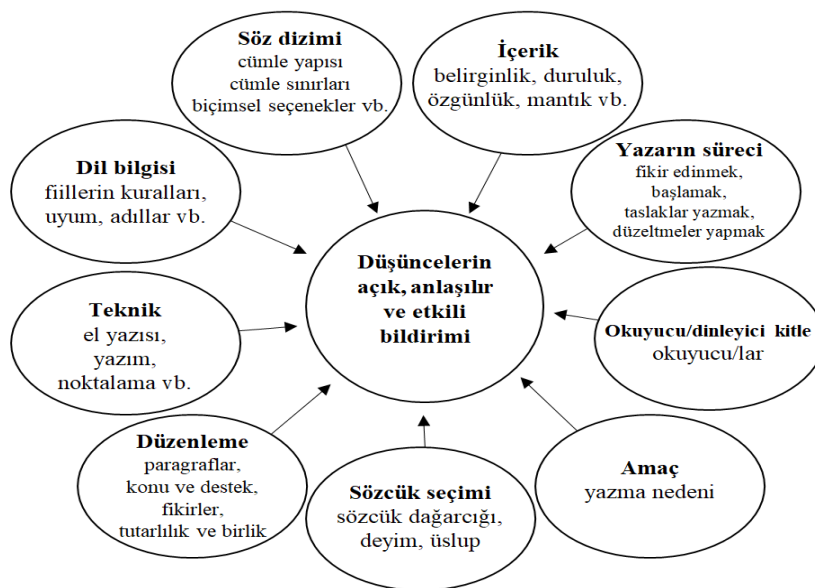 Söz dizimi
cümle yapısı
cümle sınırları
biçimsel seçenekler vb.
İçerik
belirginlik, duruluk,
özgünlük, mantık vb.
Yazarın süreci
fikir edinmek,
başlamak,
taslaklar yazmak,
düzeltmeler yapmak
Dil bilgisi
fiillerin kuralları,
uyum, adıllar vb.
Düşüncelerin
açık, anlaşılır
ve etkili
bildirimi
Teknik
el yazısı,
yazım,
noktalama vb.
Okuyucu/dinleyici kitle
okuyucu/lar
Düzenleme
paragraflar,
konu ve destek,
fikirler,
tutarlılık ve birlik
Sözcük seçimi
sözcük dağarcığı,
deyim, üslup
Amaç
yazma nedeni